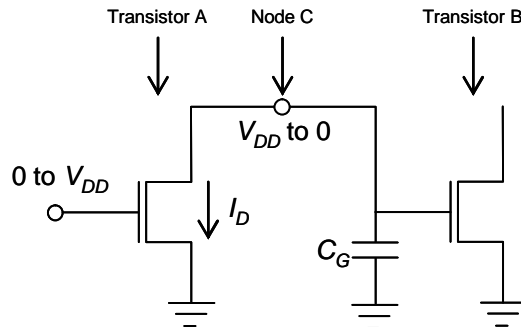 Transistor A
Node C
Transistor B
V_DD to 0
0 to V_DD
I_D
C_G